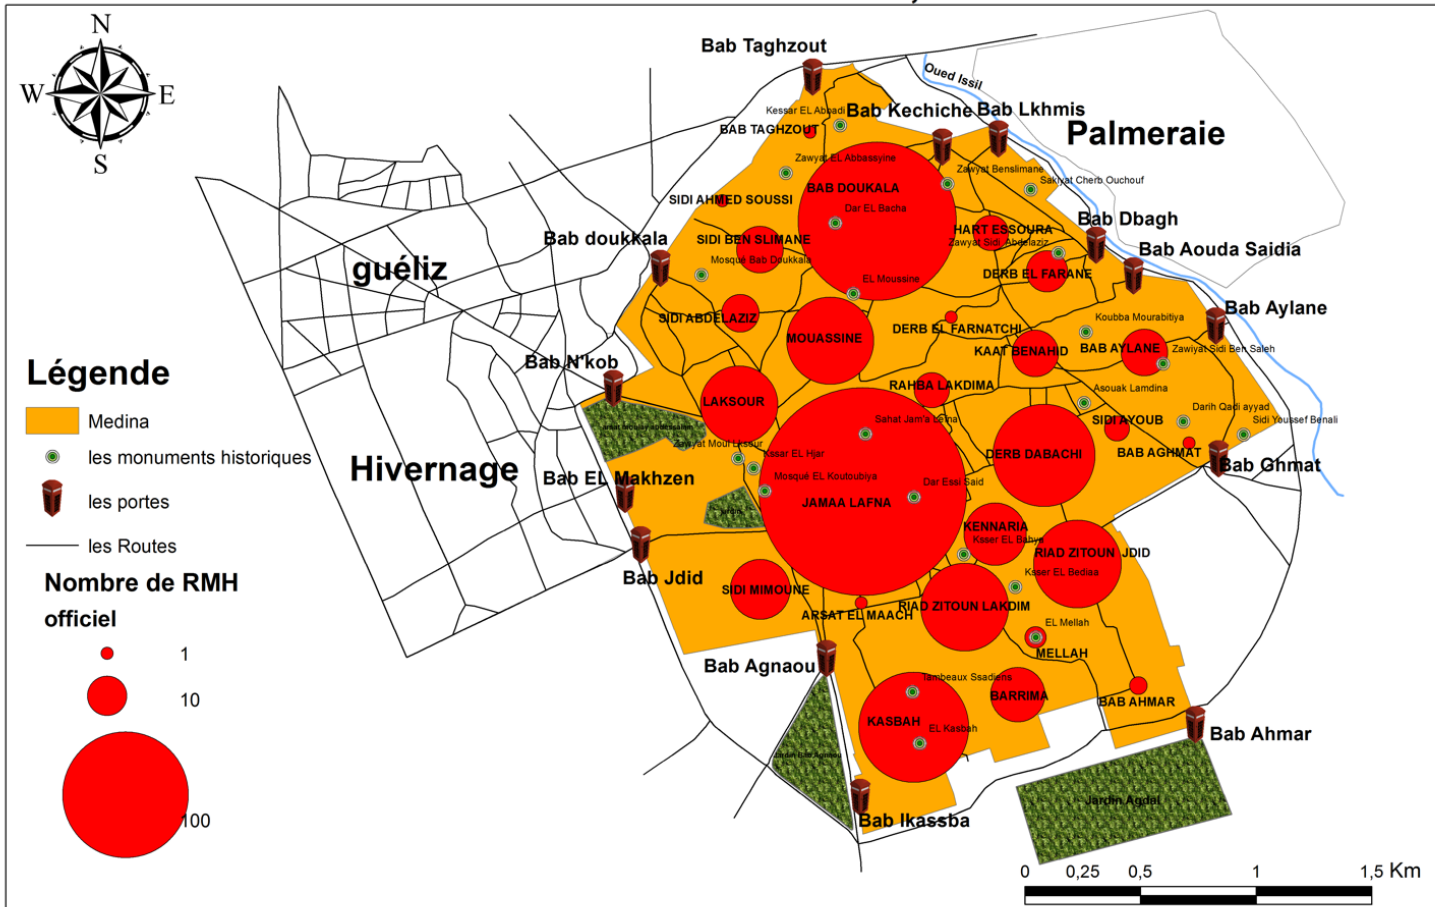 N
W
E
S
Bab Taghzout
Oued Issil
Kessar EL Abbadi
Bab Kechiche
Bab Lkhmis
BAB TAGHZOUT
Palmeraie
Zawyat EL Abbassyine
Zawyat Benslimane
BAB DOUKALA
Sakiyat Cherb Ouchouf
SIDI AHMED SOUSSI
Dar EL Bacha
Bab Dbagh
HART ESSOURA
Bab doukkala
SIDI BEN SLIMANE
Zawyat Sidi Abdelaziz
Bab Aouda Saidia
Mosqué Bab Doukkala
guéliz
DERB EL FARANE
El Moussine
Bab Aylane
SIDI ABDELAZIZ
Koubba Mourabitiya
DERB EL FARNATCHI
MOUASSINE
KAAT BENAHID
BAB AYLANE
Zawiyat Sidi Ben Saleh
Bab N'kob
Légende
RAHBA LAKDIMA
LAKSOUR
Asouak Lamdina
Medina
Darih Qadi ayyad
Sahat Jam'a Lefna
SIDI AYOUB
Sidi Youssef Benali
Zawyat Moul Lksour
les monuments historiques
Kssar El Hjar
DERB DABACHI
BAB AGHMAT
Hivernage
Bab EL Makhzen
Mosqué EL Koutoubiya
Dar Essi Said
Bab Ghmat
les portes
JAMAA LAFNA
KENNARIA
Ksser EL Bahya
les Routes
RIAD ZITOUN JDID
Nombre de RMH
officiel
Bab Jdid
Ksser EL Bediaa
SIDI MIMOUNE
RIAD ZITOUN LAKDIM
ARSAT EL MAACH
EL Mellah
1
MELLAH
Bab Agnaou
Tambeaux Ssadiens
10
BARRIMA
BAB AHMAR
KASBAH
EL Kasbah
Bab Ahmar
Jardin Bab Agnaou
Jardin Agdal
100
Bab lkassba
0 0,25 0,5 1 1,5 Km